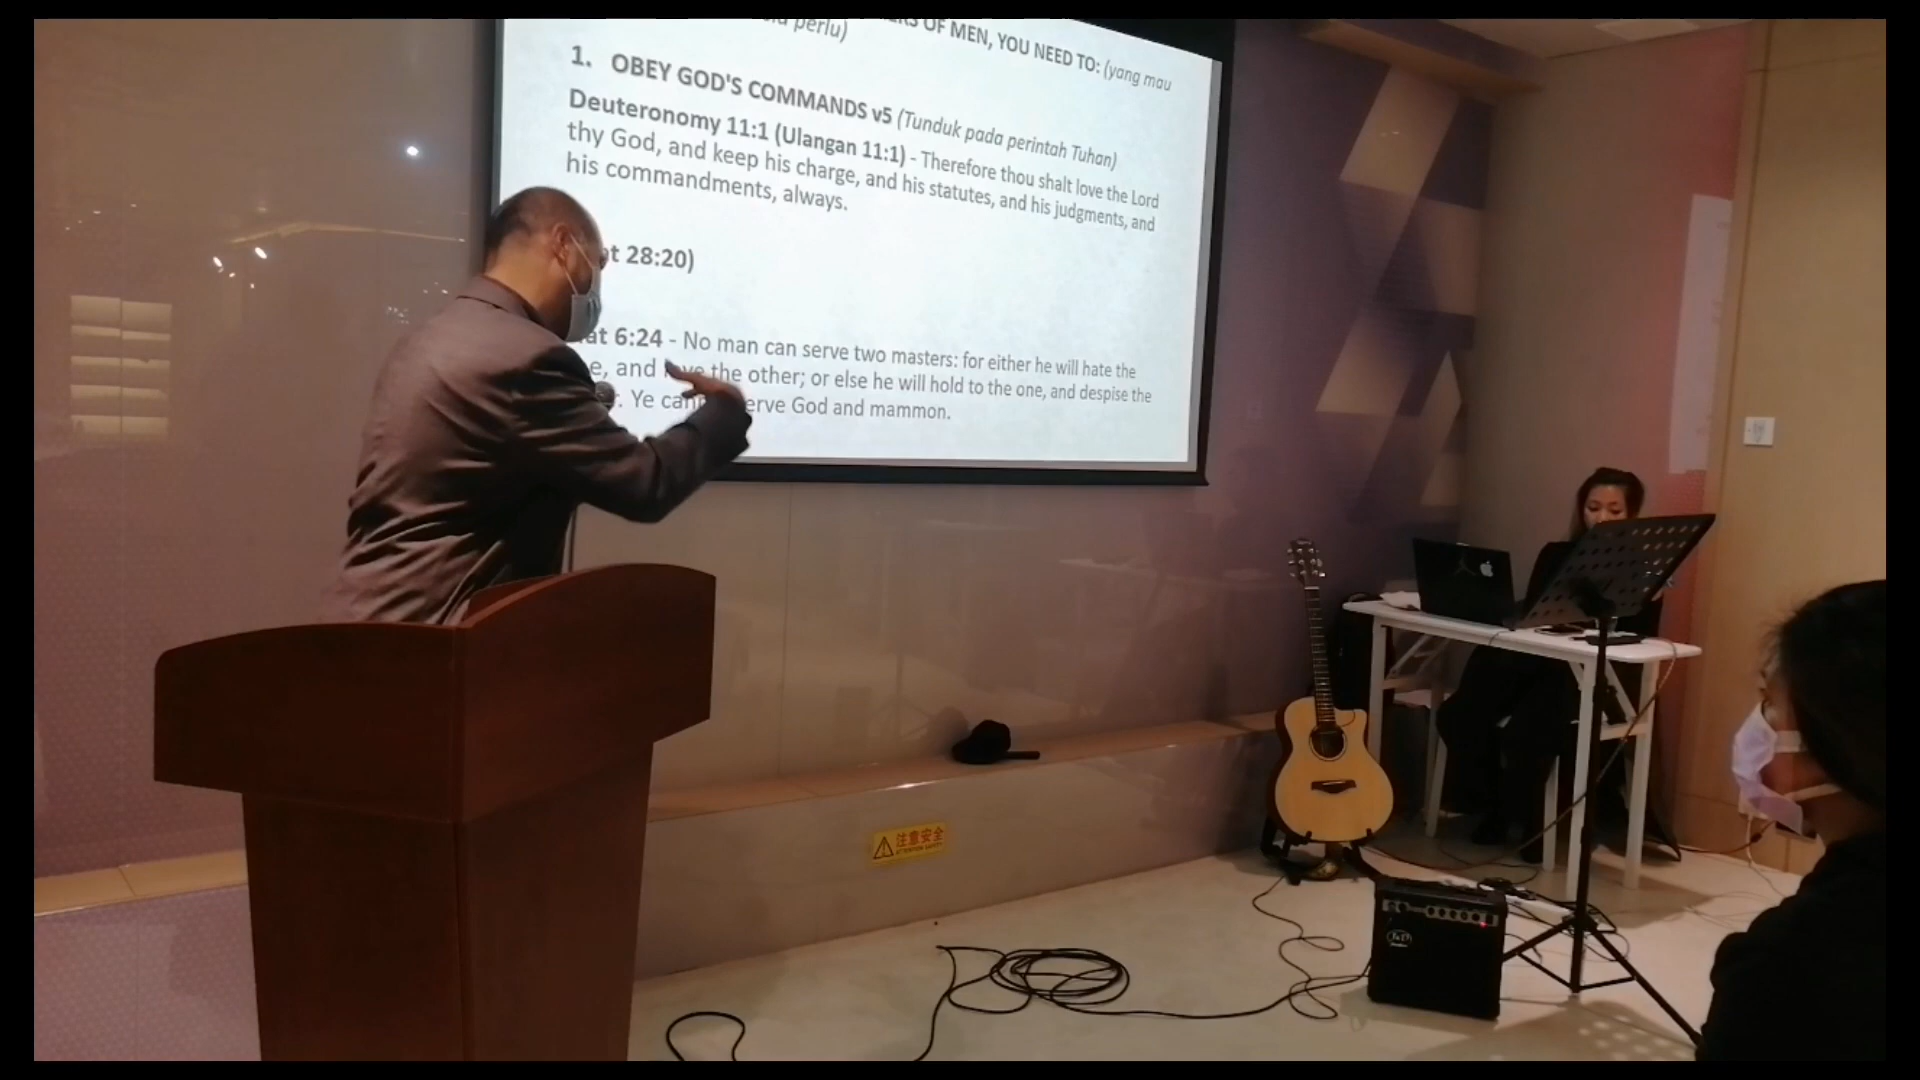 perlu)
OF MEN, YOU NEED TO: (yang mau
1. OBEY GOD'S COMMANDS v5 (Tunduk pada perintah Tuhan)
Deuteronomy 11:1 (Ulangan 11:1) - Therefore thou shalt love the Lord
thy God, and keep his charge, and his statutes, and his judgments, and
his commandments, always.
28:20)
6:24 - No man can serve two masters: for either he will hate the
and the other; or else he will hold to the one, and despise the
Ye God and mammon.
注意安全
ATTENTION SAFETY